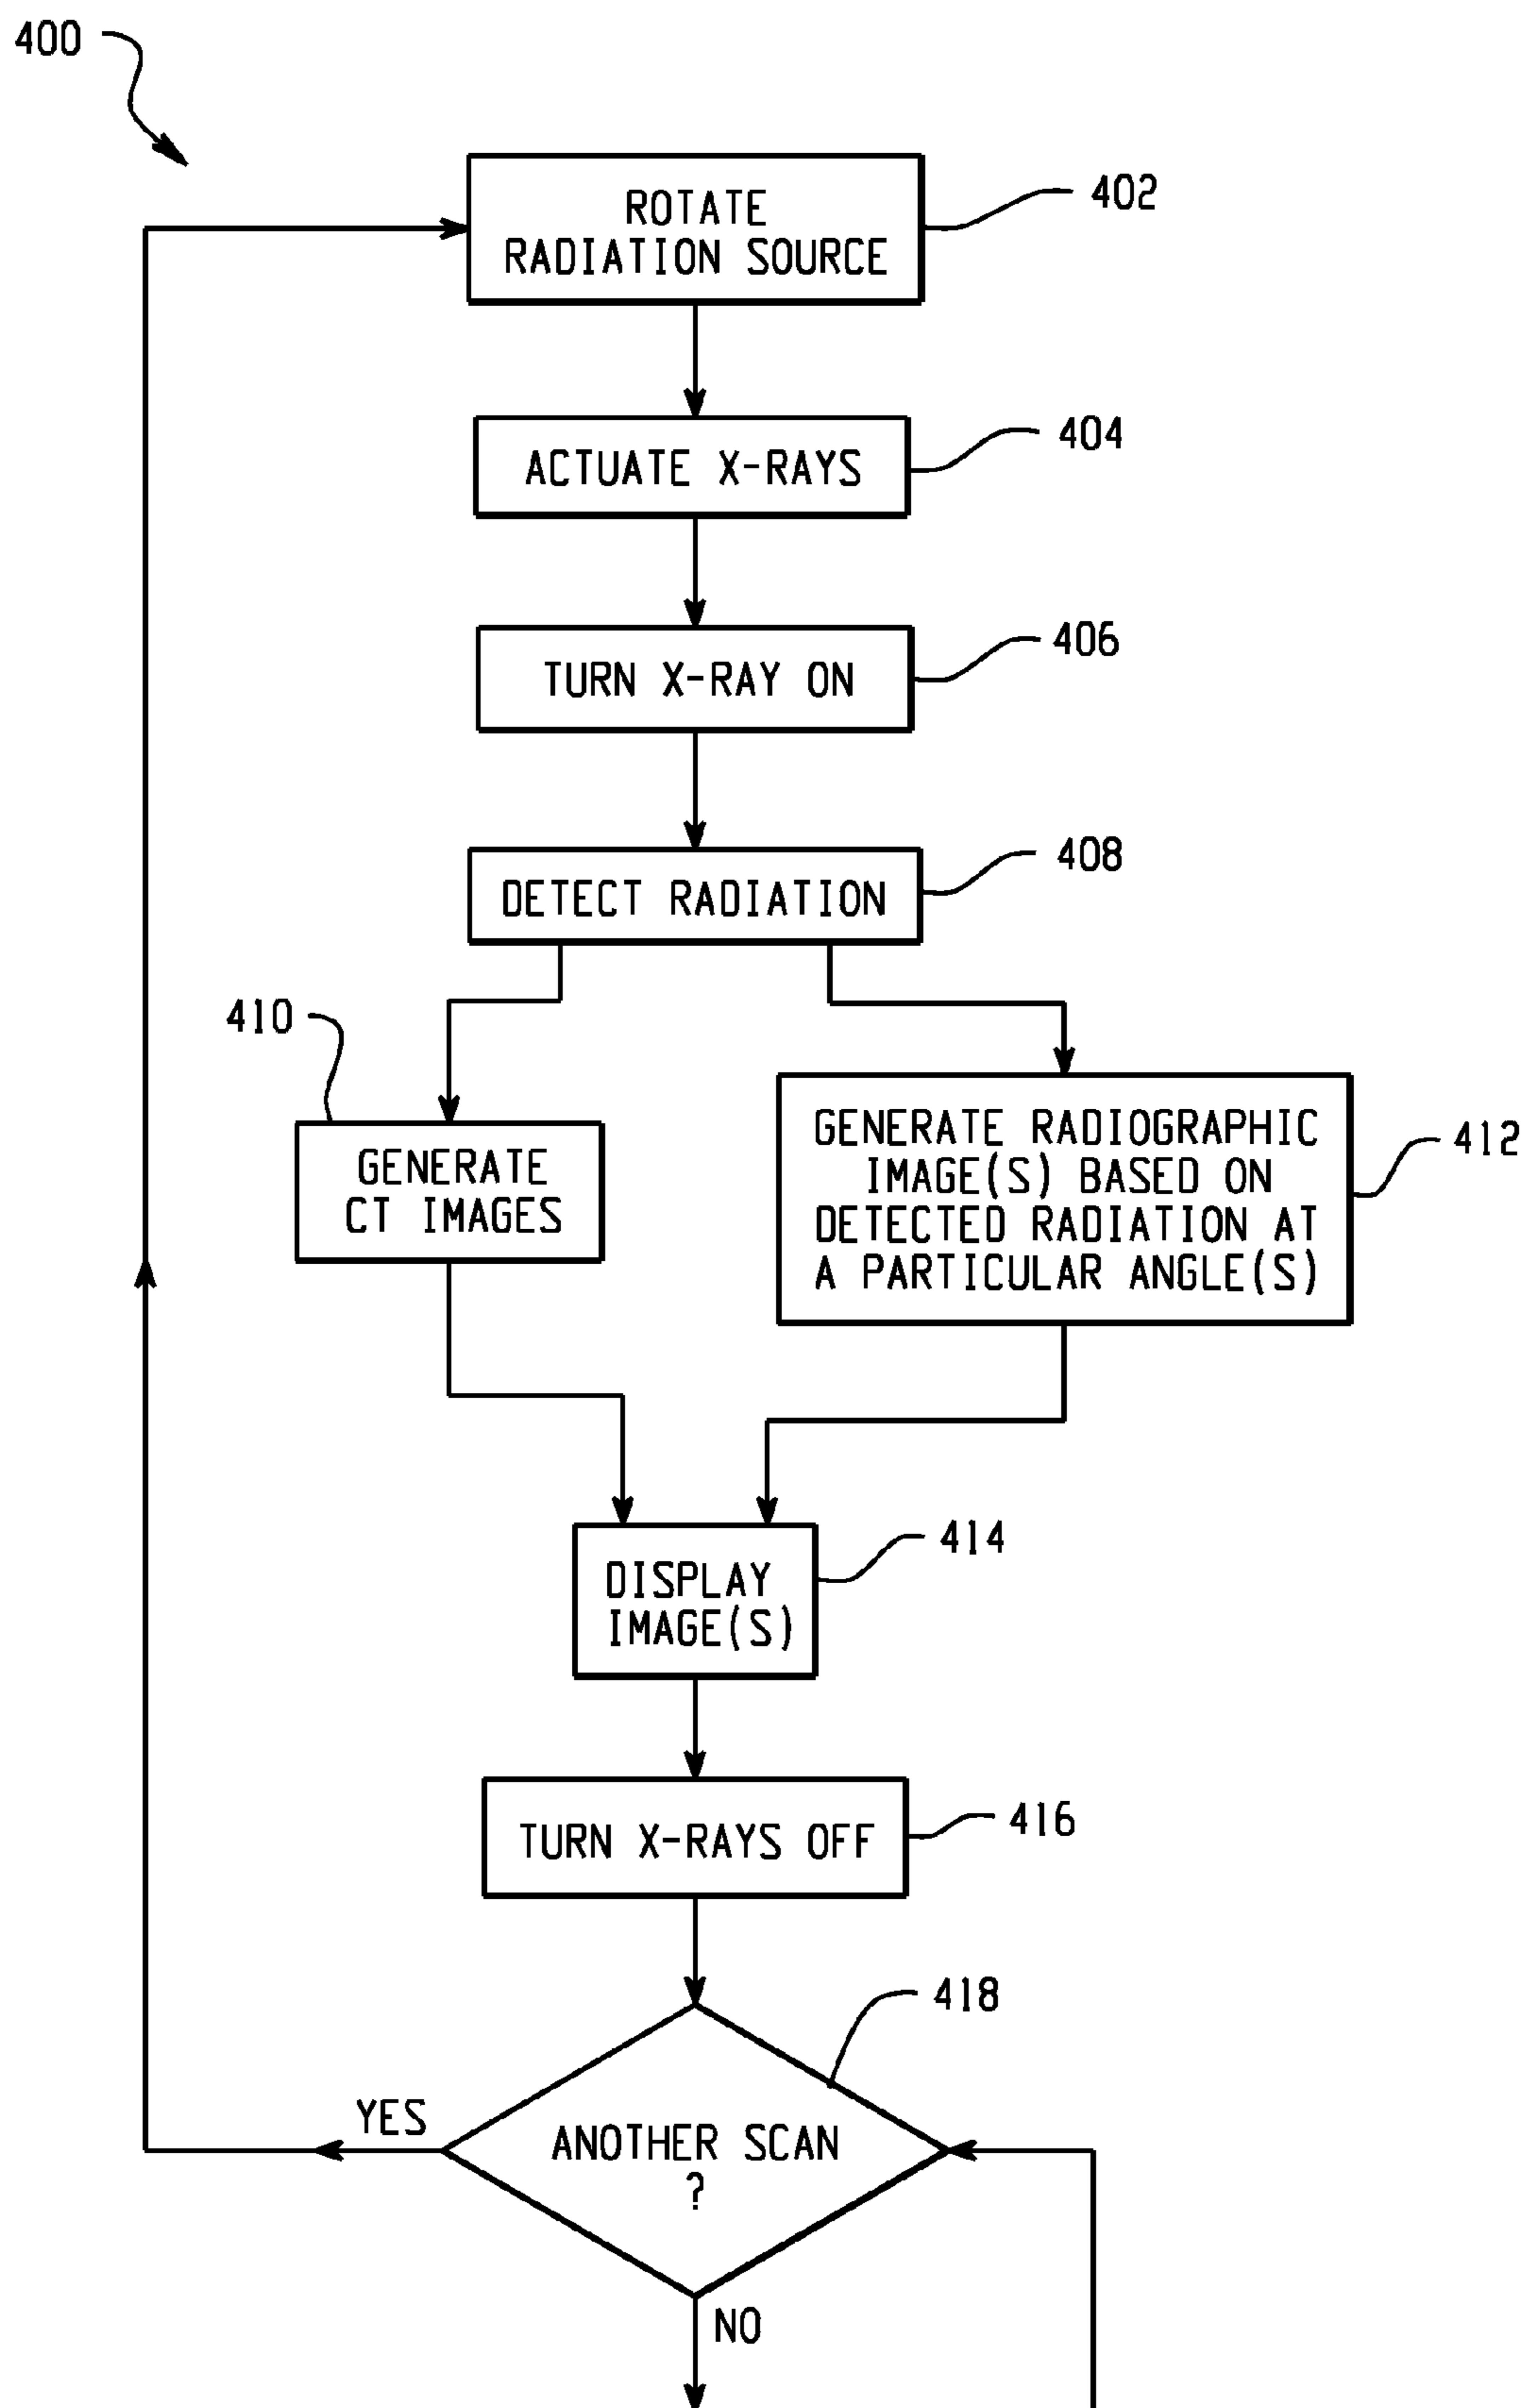 400
ROTATE
RADIATION SOURCE
402
ACTUATE X-RAYS
404
TURN X-RAY ON
406
DETECT RADIATION
408
410
GENERATE
CT IMAGES
GENERATE RADIOGRAPHIC
IMAGE(S) BASED ON
DETECTED RADIATION AT
A PARTICULAR ANGLE(S)
412
DISPLAY
IMAGE(S)
414
TURN X-RAYS OFF
416
418
YES
ANOTHER SCAN
?
NO